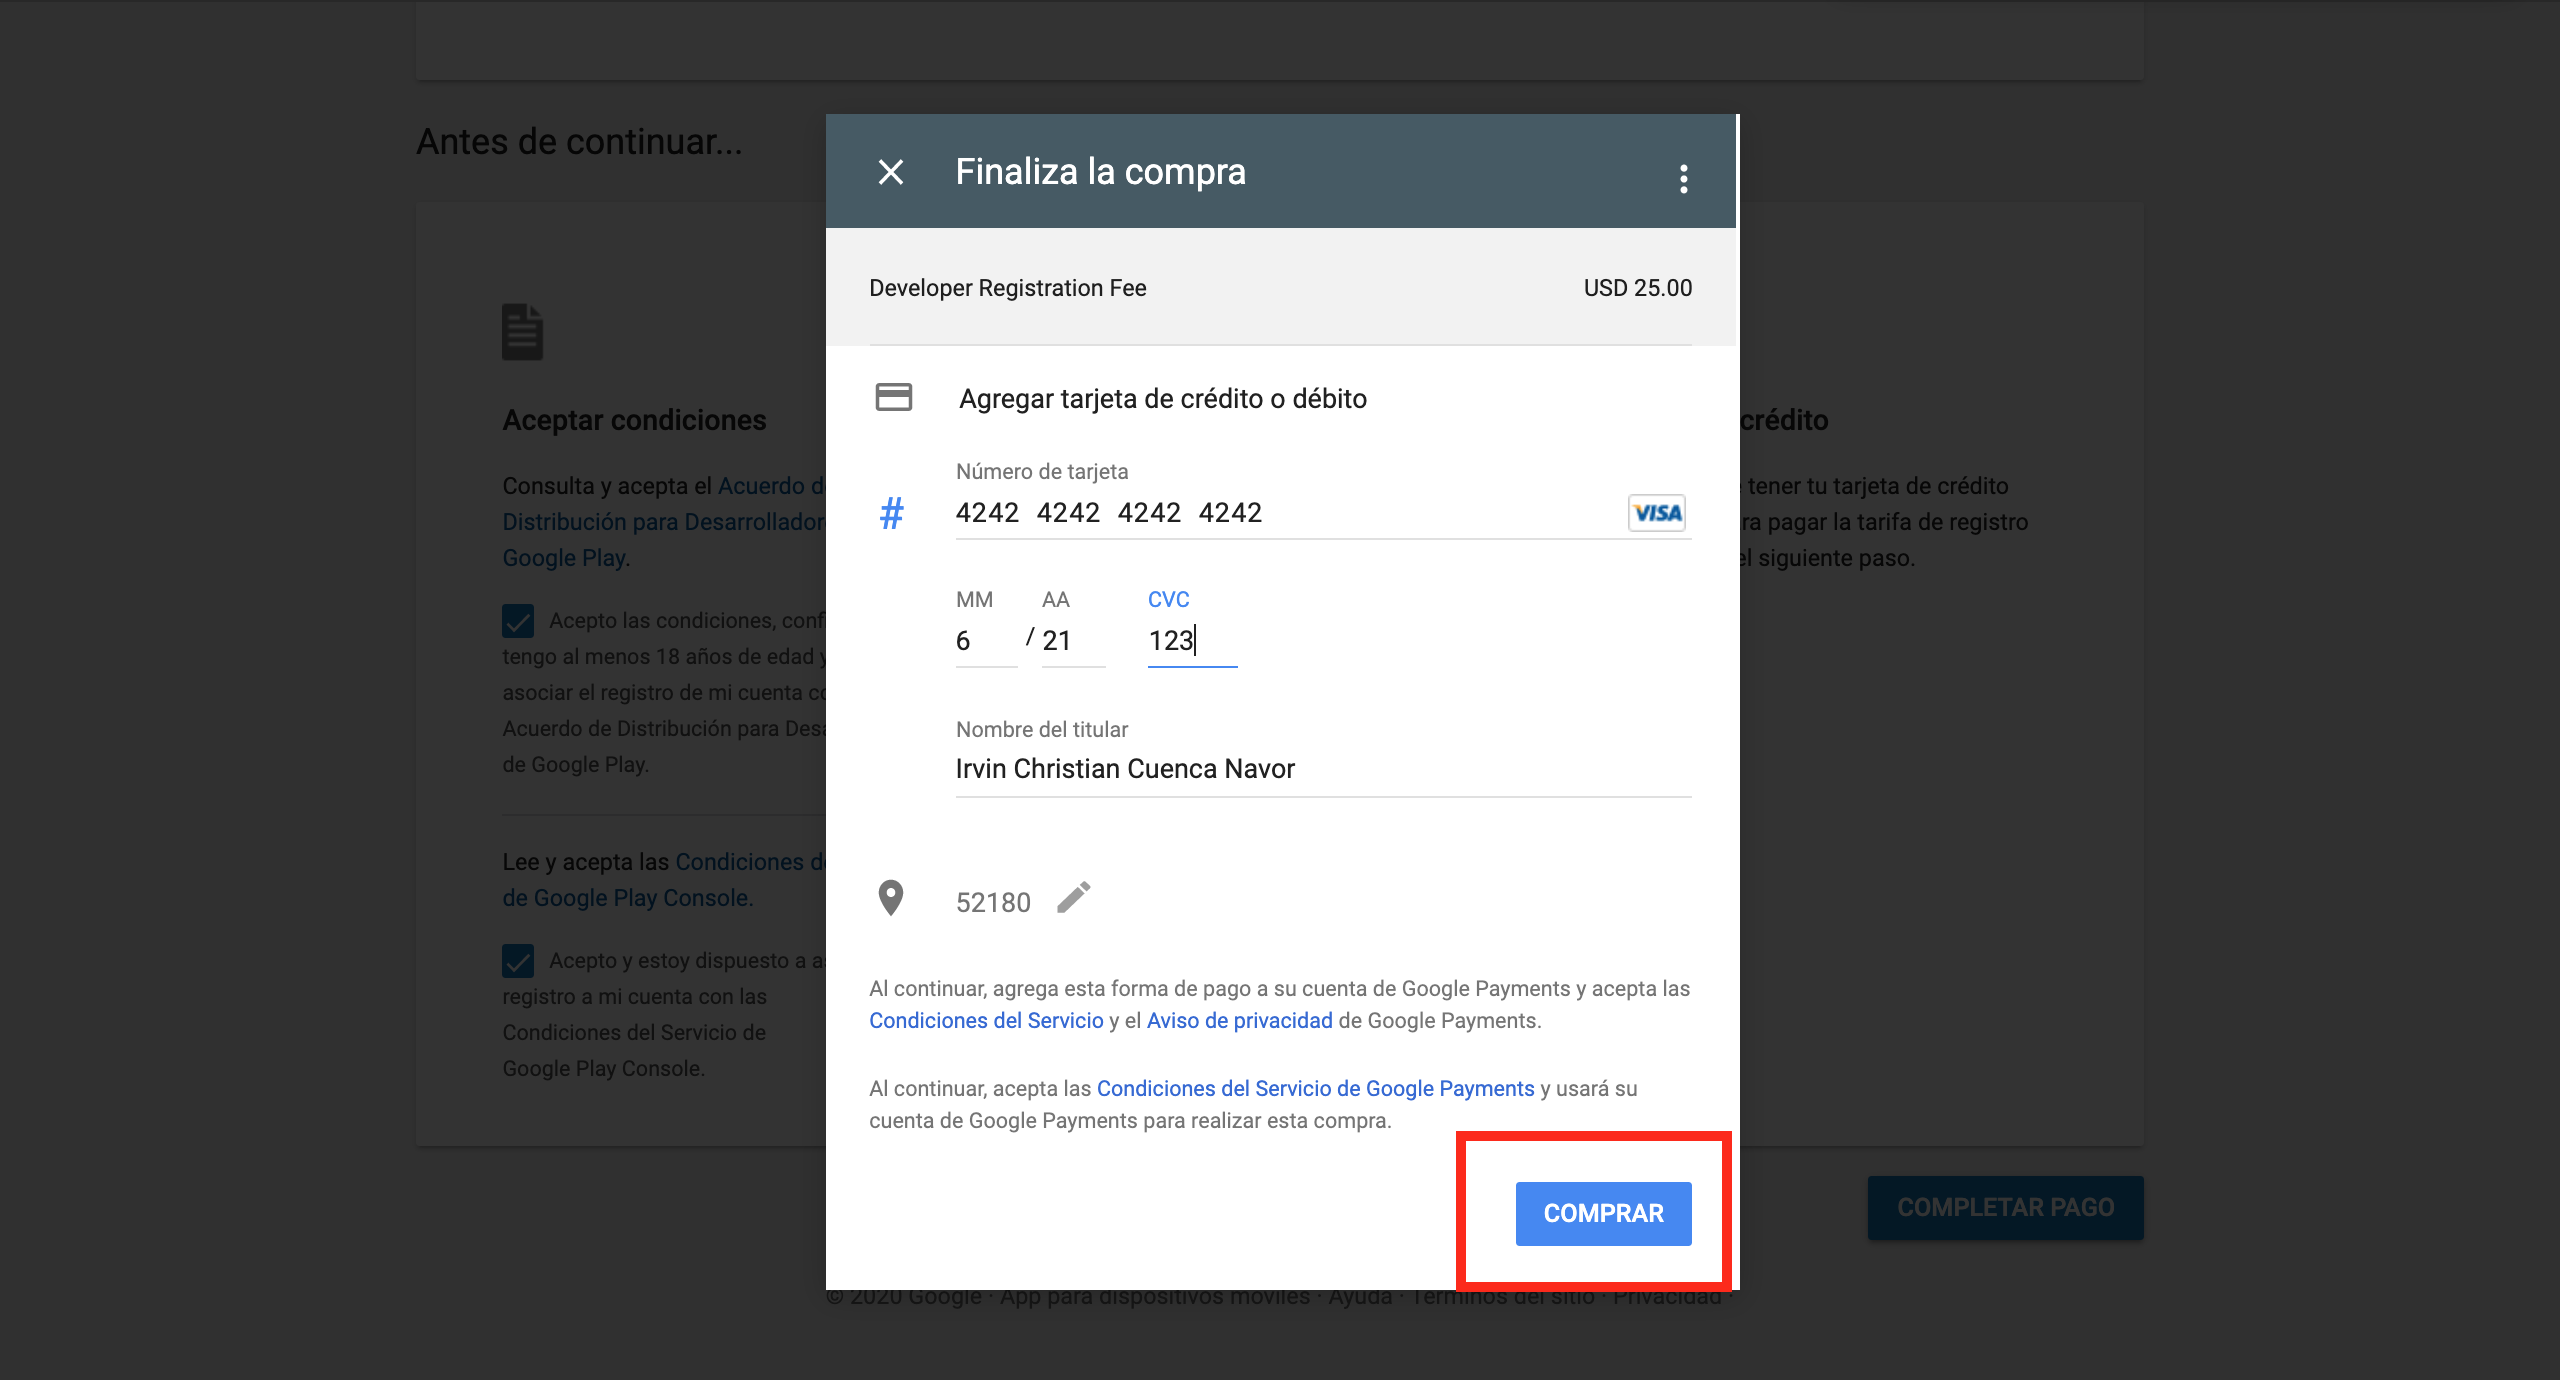 Antes de continuar...
Finaliza la compra
Developer Registration Fee USD 25.00
Agregar tarjeta de crédito o débito
Número de tarjeta
4242 4242 4242 4242
VISA
MM AA CVC
6 / 21 123
Nombre del titular
Irvin Christian Cuenca Navor
52180
Al continuar, agrega esta forma de pago a su cuenta de Google Payments y acepta las
Condiciones del Servicio y el Aviso de privacidad de Google Payments.
Al continuar, acepta las Condiciones del Servicio de Google Payments y usará su
cuenta de Google Payments para realizar esta compra.
COMPRAR
Aceptar condiciones
Consulta y acepta el Acuerdo
Distribución para
Google Play.
Acepto las condiciones,
tengo al menos 18 años de edad y
asociar el registro de mi cuenta
Acuerdo de Distribución para
de Google Play.
Lee y acepta las Condiciones
de Google Play Console.
Acepto y estoy dispuesto a
registro a mi cuenta con las
Condiciones del Servicio de
Google Play Console.
crédito
tener tu tarjeta de crédito
pagar la tarifa de registro
el siguiente paso.
COMPLETAR PAGO
© 2020 Google · App para dispositivos móviles · Ayuda · Términos del sitio · Privacidad ·